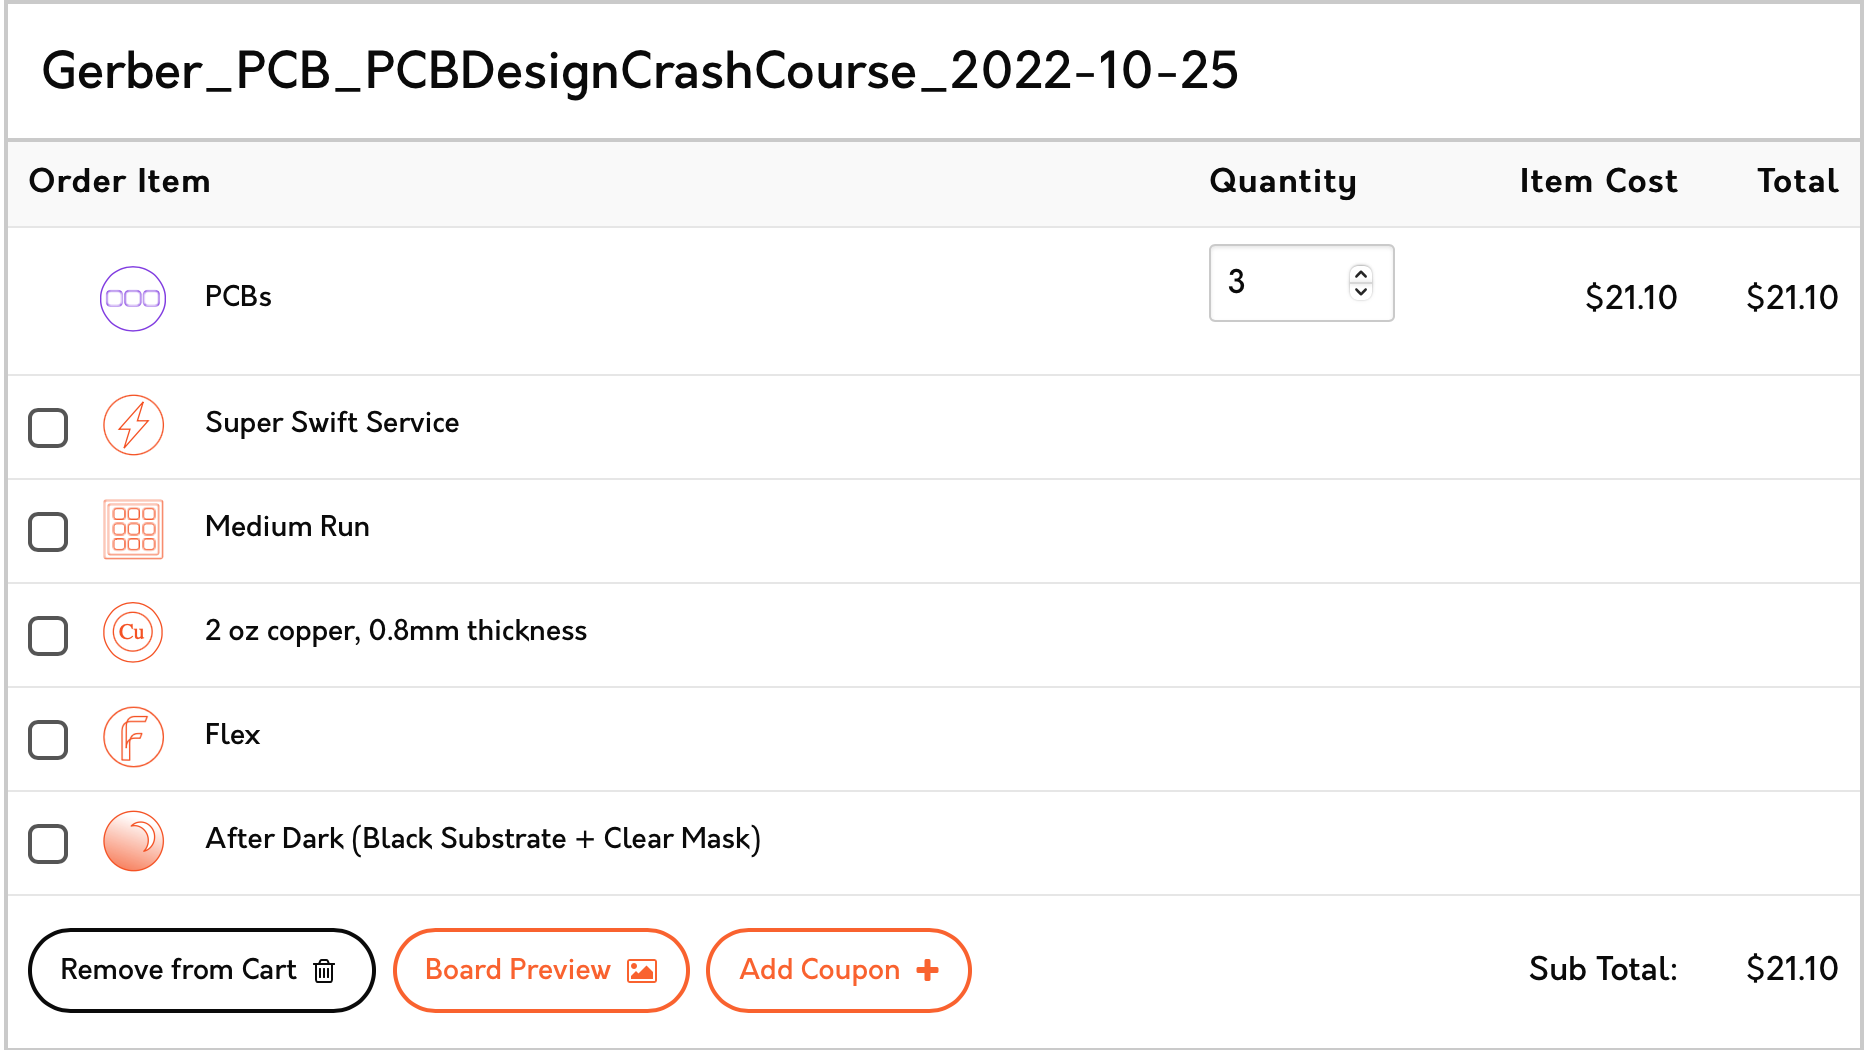 Gerber_PCB_PCBDesignCrashCourse_2022-10-25
Order Item Quantity Item Cost Total
PCBs 3 $21.10 $21.10
Super Swift Service
Medium Run
Cu 2 oz copper, 0.8mm thickness
F Flex
After Dark (Black Substrate + Clear Mask)
Remove from Cart Board Preview Add Coupon + Sub Total: $21.10